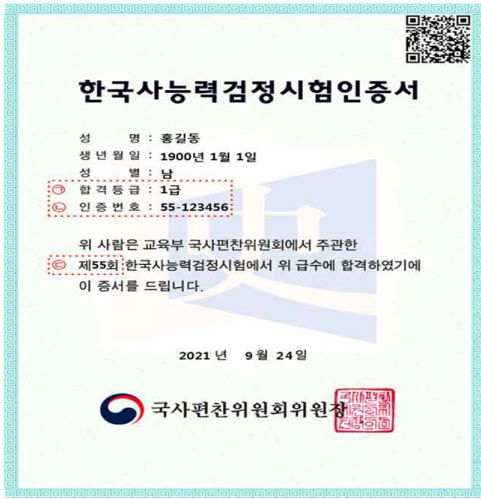 한국사능력검정시험인증서
성 명 : 홍길동
생 년 월 일 : 1900년 1월 1일
성 별 : 남
㉠ 합 격 등 급 : 1급
㉡ 인 증 번 호 : 55-123456
위 사람은 교육부 국사편찬위원회에서 주관한
㉢ 제55회 한국사능력검정시험에서 위 급수에 합격하였기에
이 증서를 드립니다.
2021 년 9 월 24 일
국사편찬위원회위원장